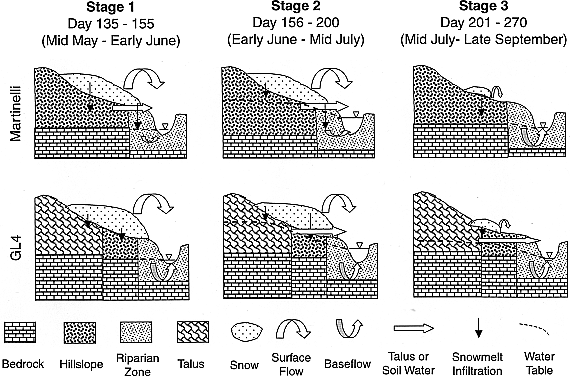 Stage 1
Day 135 - 155
(Mid May - Early June)
Stage 2
Day 156 - 200
(Early June - Mid July)
Stage 3
Day 201 - 270
(Mid July- Late September)
Martinelli
GL4
Bedrock
Hillslope
Riparian
Zone
Talus
Snow
Surface
Flow
Baseflow
Talus or
Soil Water
Snowmelt
Infiltration
Water
Table